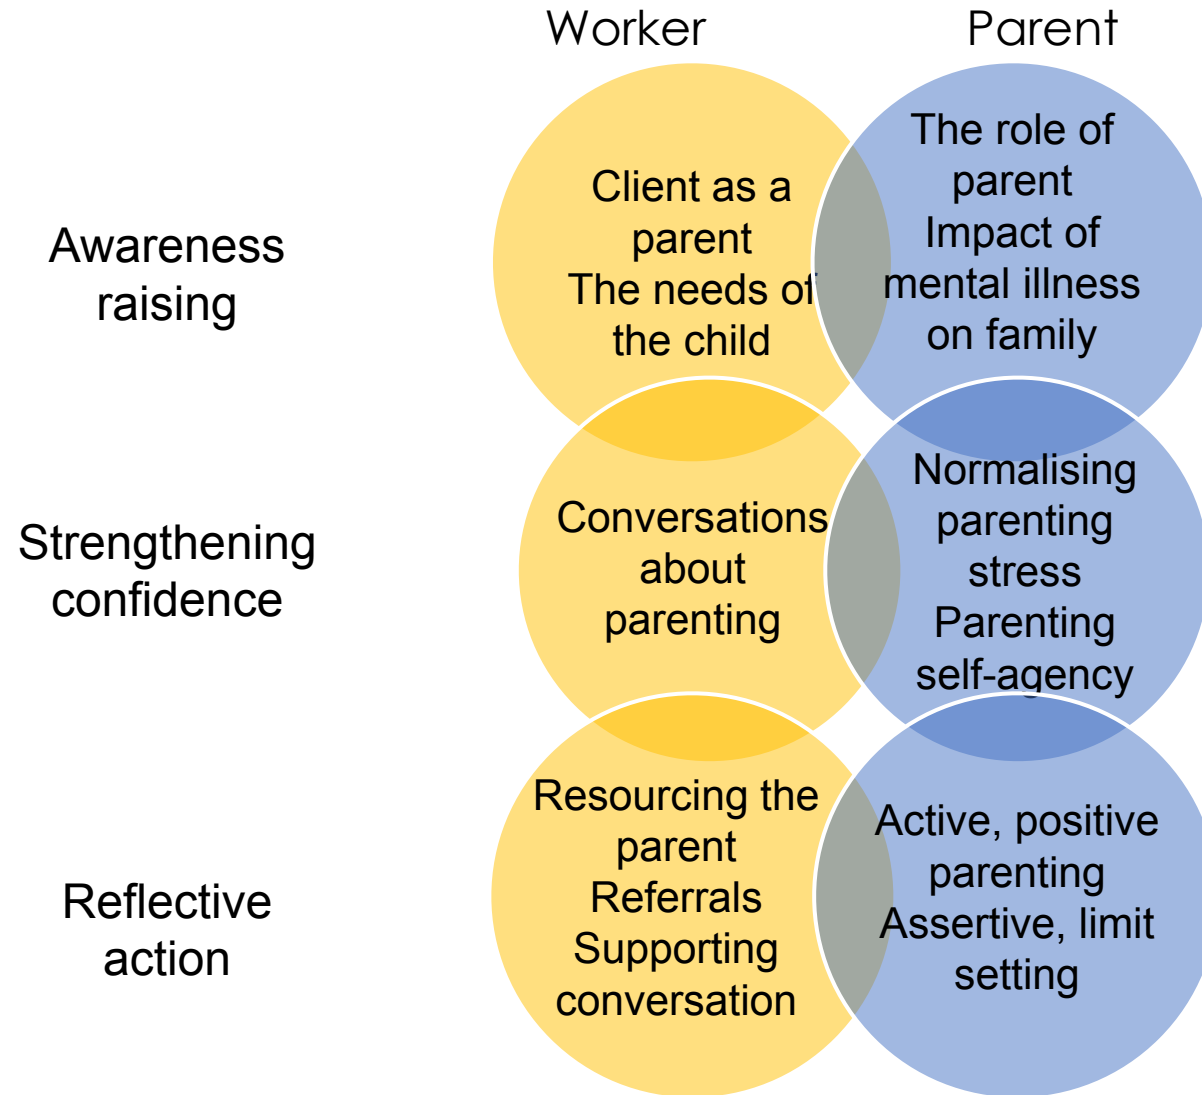 Worker
Parent
Awareness
raising
Client as a
parent
The needs of
the child
The role of
parent
Impact of
mental illness
on family
Strengthening
confidence
Conversations
about
parenting
Normalising
parenting
stress
Parenting
self-agency
Reflective
action
Resourcing the
parent
Referrals
Supporting
conversation
Active, positive
parenting
Assertive, limit
setting